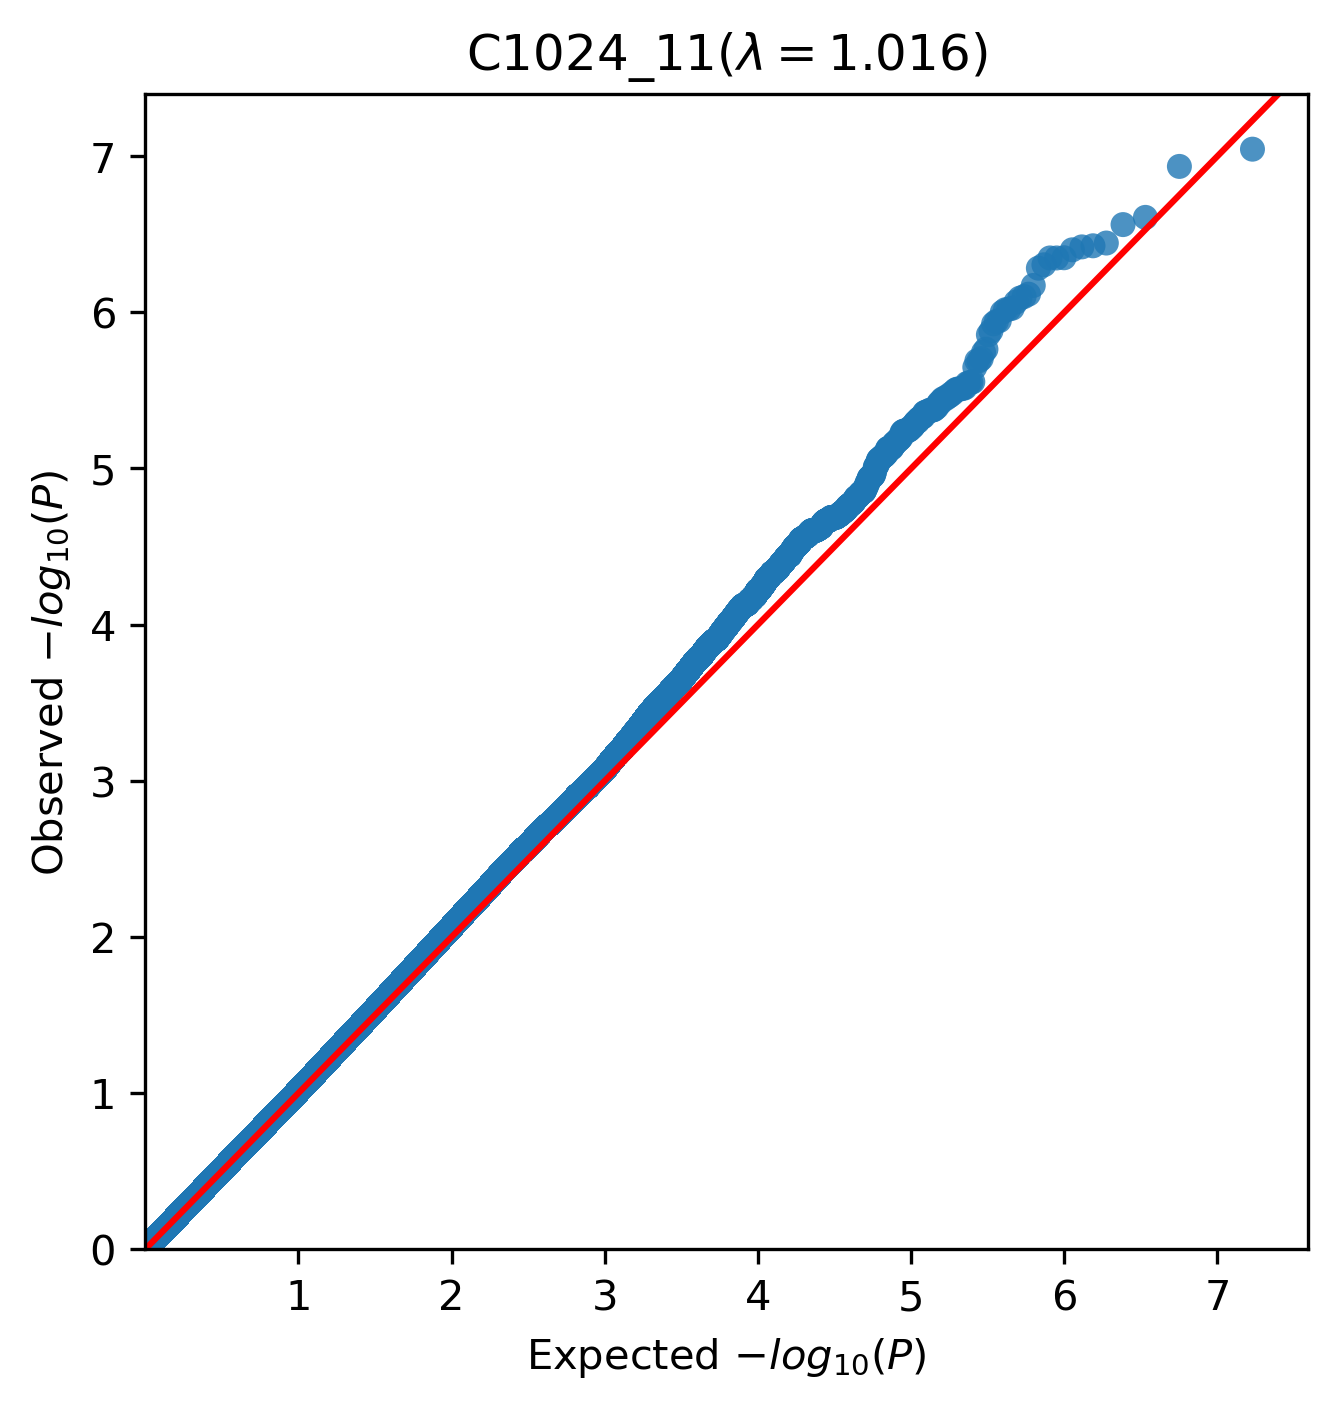 C1024_11(λ = 1.016)
Observed −log₁₀(P)
7
6
5
4
3
2
1
0
1 2 3 4 5 6 7
Expected −log₁₀(P)